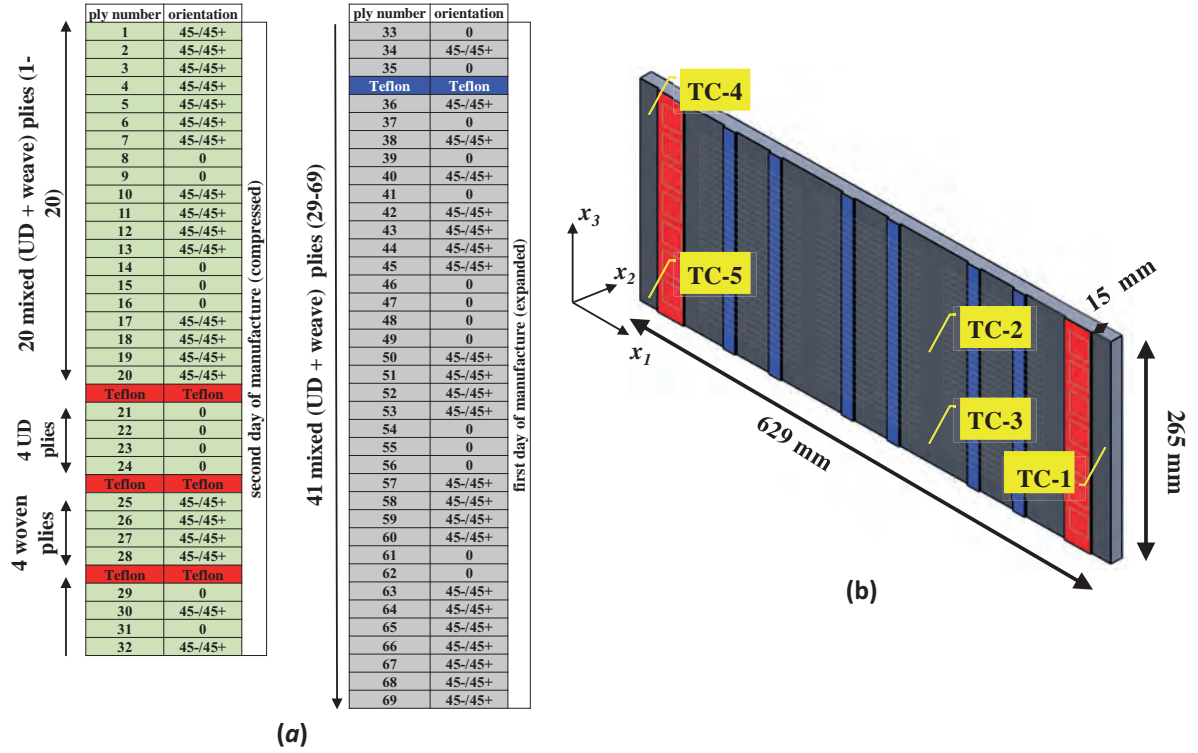 20 mixed (UD + weave) plies (1-
20)
4 UD
plies
4 woven
plies
ply number orientation
1 45-/45+
2 45-/45+
3 45-/45+
4 45-/45+
5 45-/45+
6 45-/45+
7 45-/45+
8 0
9 0
10 45-/45+
11 45-/45+
12 45-/45+
13 45-/45+
14 0
15 0
16 0
17 45-/45+
18 45-/45+
19 45-/45+
20 45-/45+
Teflon Teflon
21 0
22 0
23 0
24 0
Teflon Teflon
25 45-/45+
26 45-/45+
27 45-/45+
28 45-/45+
Teflon Teflon
29 0
30 45-/45+
31 0
32 45-/45+
second day of manufacture (compressed)
41 mixed (UD + weave) plies (29-69)
ply number orientation
33 0
34 45-/45+
35 0
Teflon Teflon
36 45-/45+
37 0
38 45-/45+
39 0
40 45-/45+
41 0
42 45-/45+
43 45-/45+
44 45-/45+
45 45-/45+
46 0
47 0
48 0
49 0
50 45-/45+
51 45-/45+
52 45-/45+
53 45-/45+
54 0
55 0
56 0
57 45-/45+
58 45-/45+
59 45-/45+
60 45-/45+
61 0
62 0
63 45-/45+
64 45-/45+
65 45-/45+
66 45-/45+
67 45-/45+
68 45-/45+
69 45-/45+
first day of manufacture (expanded)
(a)
TC-4
x3
x2
x1
TC-5
TC-2
15 mm
TC-3
TC-1
629 mm
265 mm
(b)